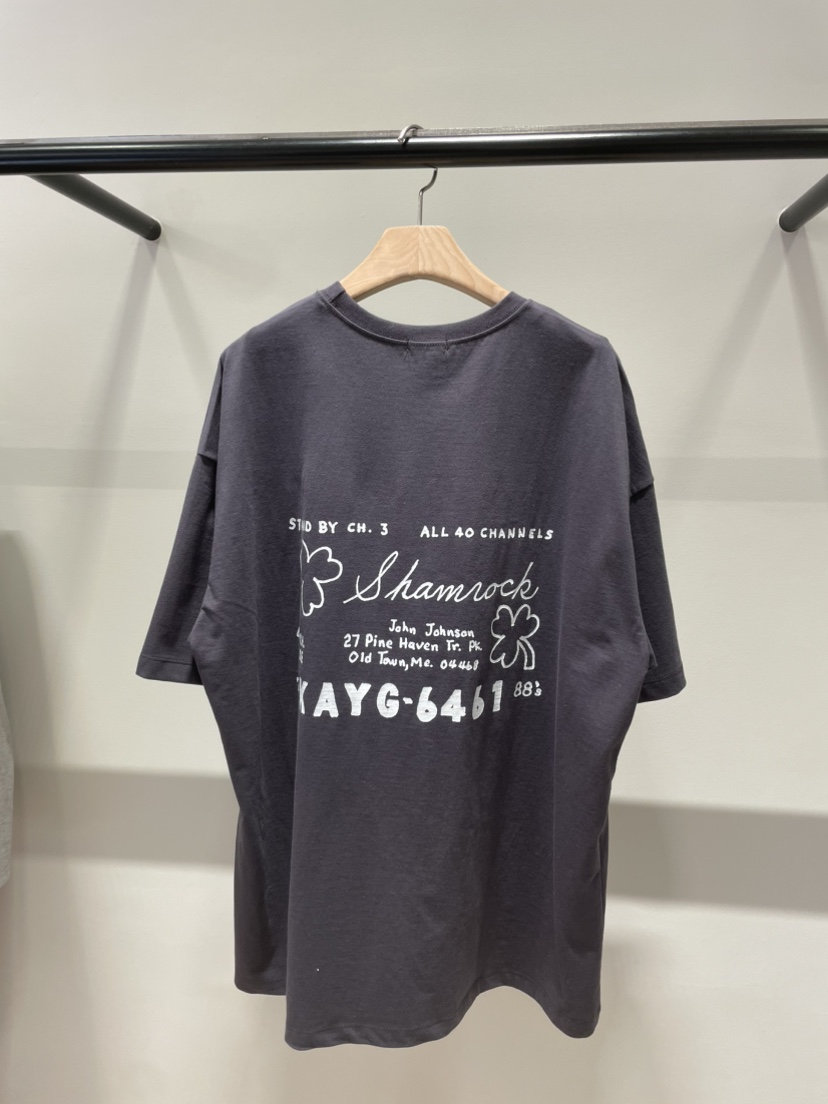 BY CH. 3 ALL 40 CHANNELS
Shamrock
John Johnson
27 Pine Haven Tr. Pk.
Old Town, Me. 04468
KAYG-6461 88's